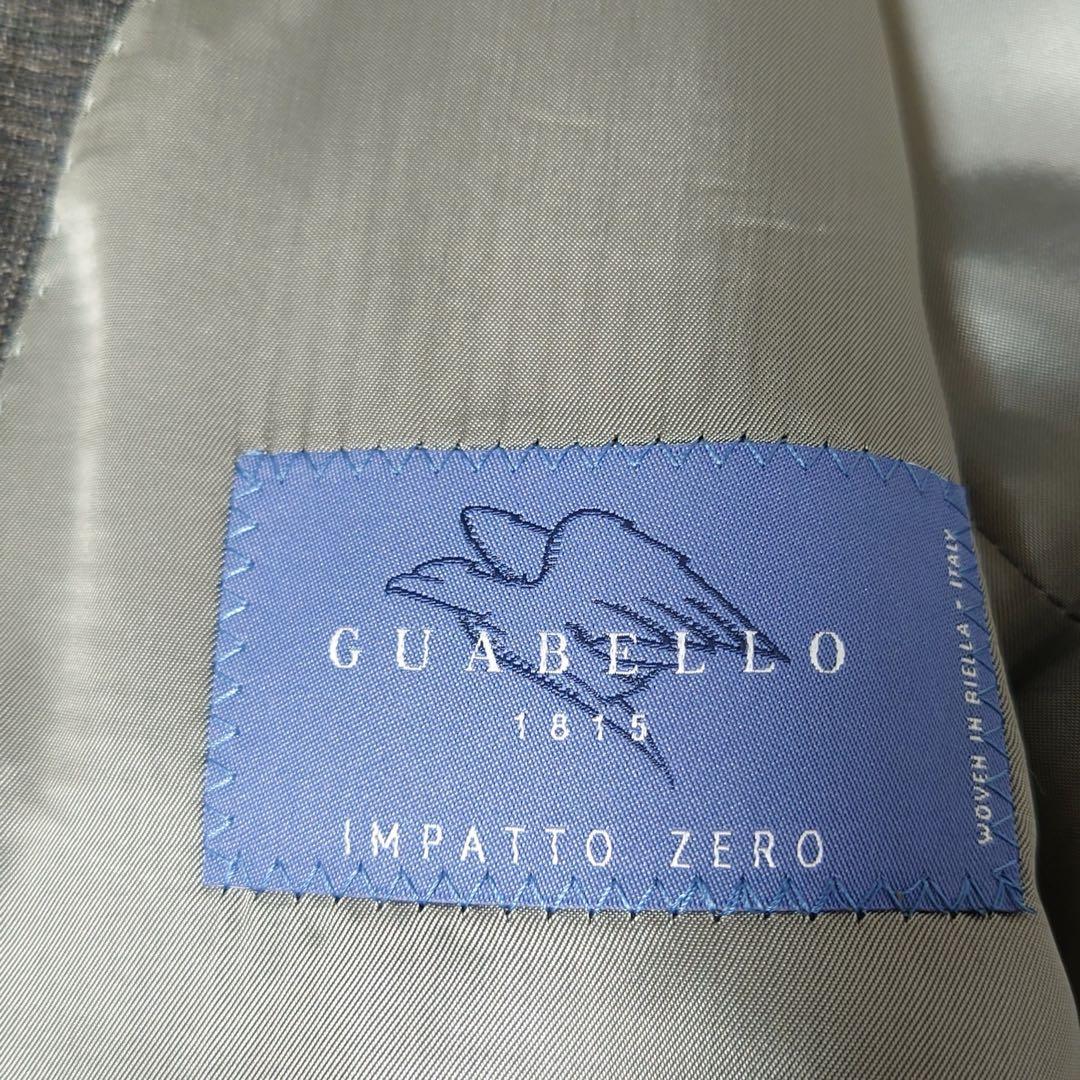 GUABELLO
1815
IMPATTO ZERO
WOVEN IN BIELLA - ITALY